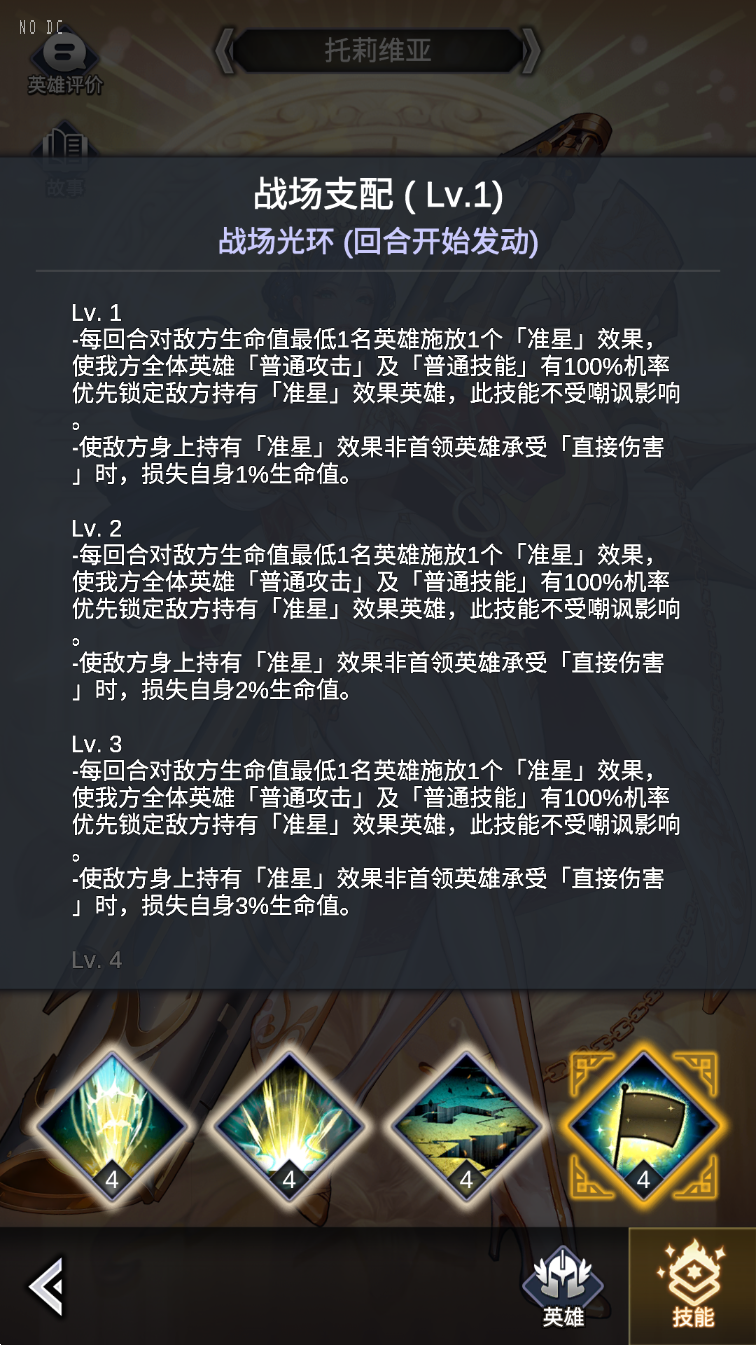 NO DC
托莉维亚
英雄评价
故事
战场支配 ( Lv.1)
战场光环 (回合开始发动)
Lv. 1
-每回合对敌方生命值最低1名英雄施放1个「准星」效果，
使我方全体英雄「普通攻击」及「普通技能」有100%机率
优先锁定敌方持有「准星」效果英雄，此技能不受嘲讽影响
。
-使敌方身上持有「准星」效果非首领英雄承受「直接伤害
」时，损失自身1%生命值。
Lv. 2
-每回合对敌方生命值最低1名英雄施放1个「准星」效果，
使我方全体英雄「普通攻击」及「普通技能」有100%机率
优先锁定敌方持有「准星」效果英雄，此技能不受嘲讽影响
。
-使敌方身上持有「准星」效果非首领英雄承受「直接伤害
」时，损失自身2%生命值。
Lv. 3
-每回合对敌方生命值最低1名英雄施放1个「准星」效果，
使我方全体英雄「普通攻击」及「普通技能」有100%机率
优先锁定敌方持有「准星」效果英雄，此技能不受嘲讽影响
。
-使敌方身上持有「准星」效果非首领英雄承受「直接伤害
」时，损失自身3%生命值。
Lv. 4
4 4 4 4
英雄 技能